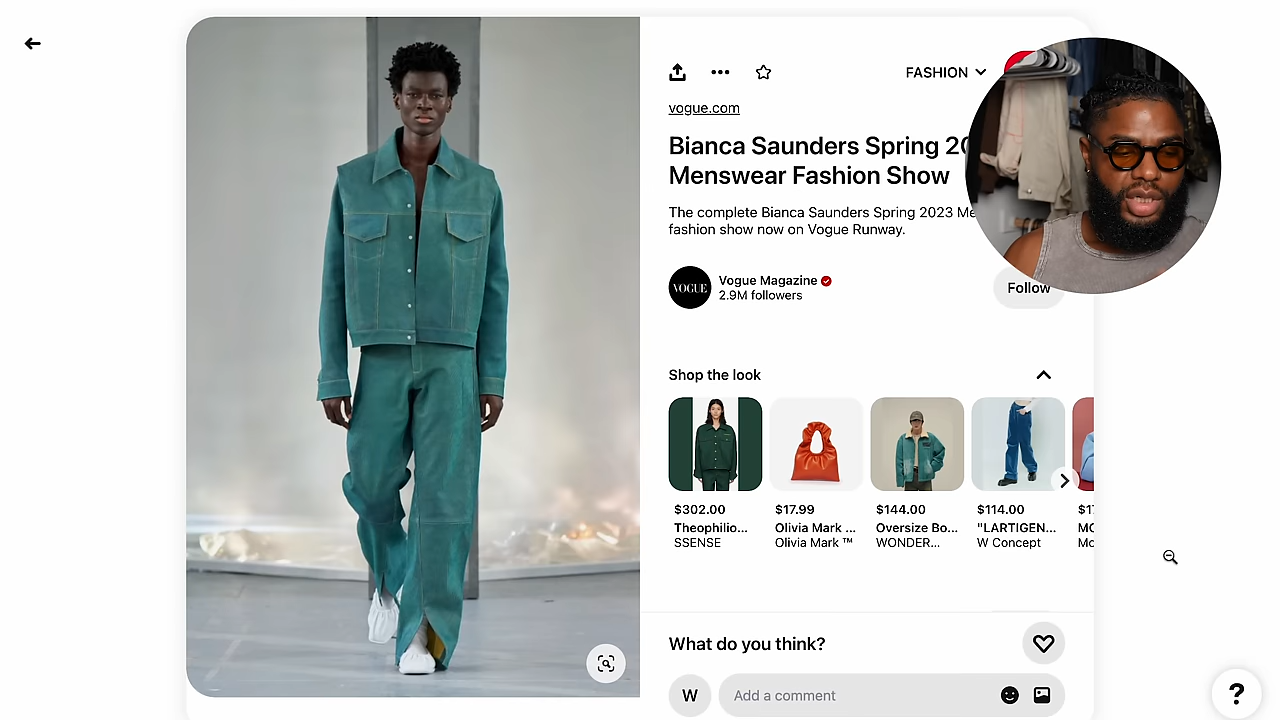 FASHION
vogue.com
Bianca Saunders Spring
Menswear Fashion Show
The complete Bianca Saunders Spring 2023
fashion show now on Vogue Runway.
VOGUE
Vogue Magazine
2.9M followers
Follow
Shop the look
$302.00
Theophilio...
SSENSE
$17.99
Olivia Mark ...
Olivia Mark ™
$144.00
Oversize Bo...
WONDER...
$114.00
"LARTIGEN...
W Concept
What do you think?
W
Add a comment
?